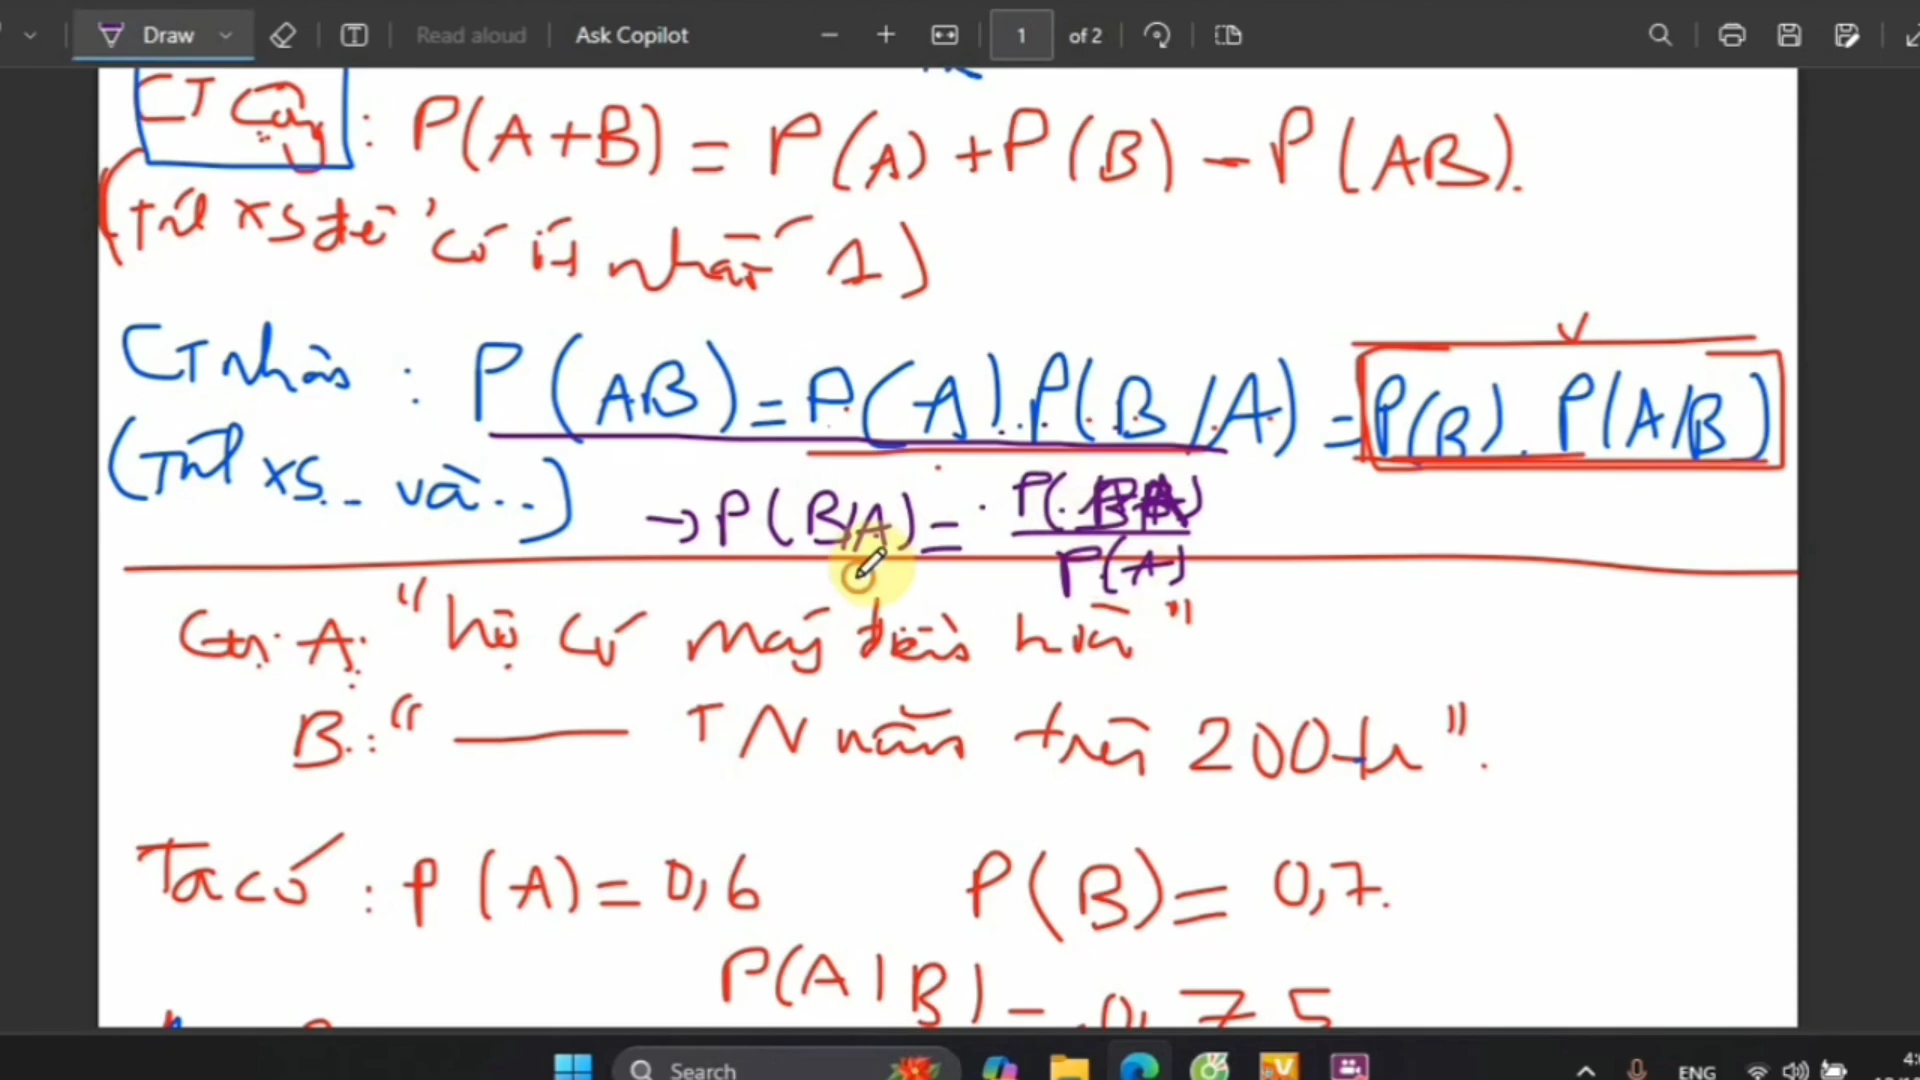 Draw
Read aloud
Ask Copilot
1 of 2
CT cộng : P(A+B) = P(A) + P(B) - P(AB).
(Tính XS để "có ít nhất 1)
CT nhân : P(AB) = P(A).P(B/A) = P(B).P(A/B)
(Tính XS... và...)
→ P(B/A) = P(BA)
P(A)
Gọi A: "hộ có máy điều hòa"
B: " —— TN năm trên 200tr".
Ta có : P(A) = 0,6 P(B) = 0,7.
P(A|B) = 0,75
Search
ENG